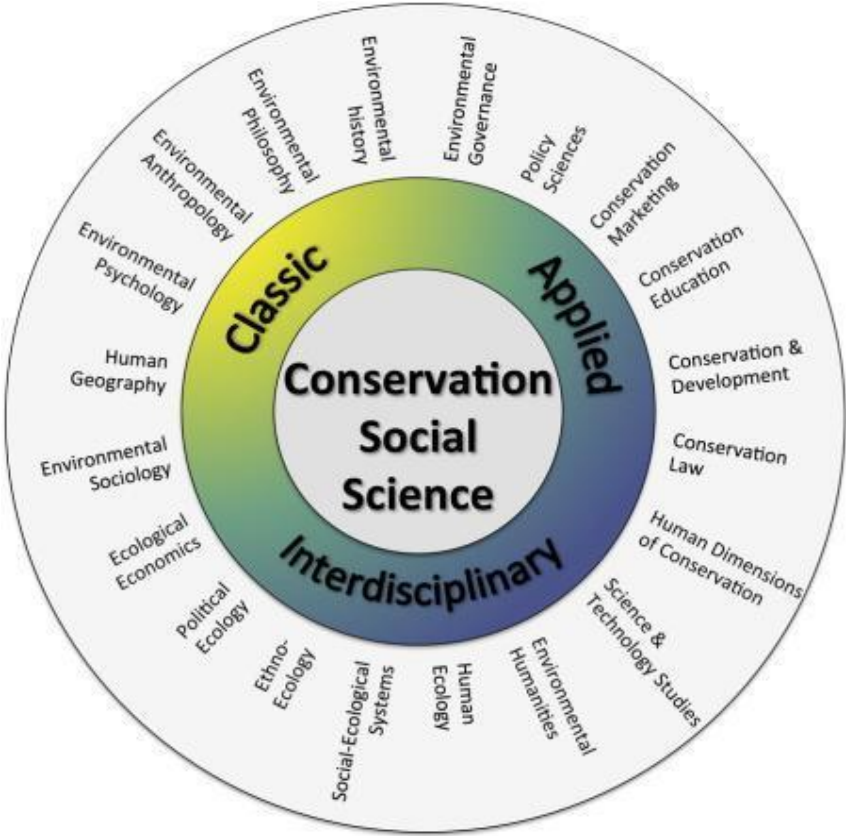 Conservation
Social
Science
Classic
Applied
Interdisciplinary
Environmental
history
Environmental
Governance
Policy
Sciences
Conservation
Marketing
Conservation
Education
Conservation &
Development
Conservation
Law
Human Dimensions
of Conservation
Science &
Technology Studies
Environmental
Humanities
Human
Ecology
Social-Ecological
Systems
Ethno-
Ecology
Political
Ecology
Ecological
Economics
Environmental
Sociology
Human
Geography
Environmental
Psychology
Environmental
Anthropology
Environmental
Philosophy